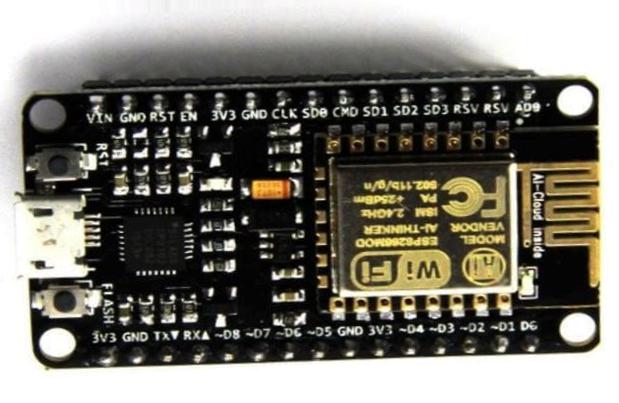 VIN GND RST EN 3V3 GND CLK SD0 CMD SD1 SD2 SD3 RSV RSV AD0
RST
FLASH
Ai-Cloud inside
Ai WiFi
MODEL ESP8266MOD
VENDOR AI-THINKER
ISM 2.4GHz
PA +25dBm
802.11b/g/n
FC
3V3 GND TX▼ RX▲ ~D8 ~D7 ~D6 ~D5 GND 3V3 ~D4 ~D3 ~D2 ~D1 D0